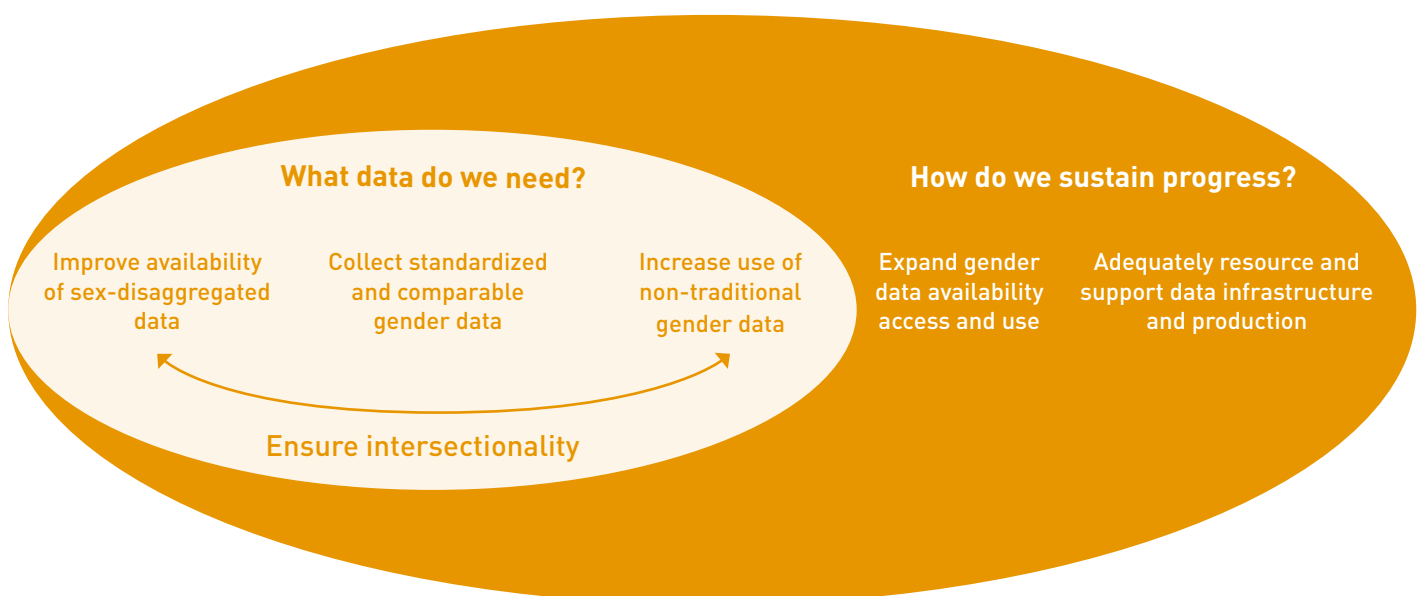 What data do we need?
Improve availability
of sex-disaggregated
data
Collect standardized
and comparable
gender data
Increase use of
non-traditional
gender data
Ensure intersectionality
How do we sustain progress?
Expand gender
data availability
access and use
Adequately resource and
support data infrastructure
and production